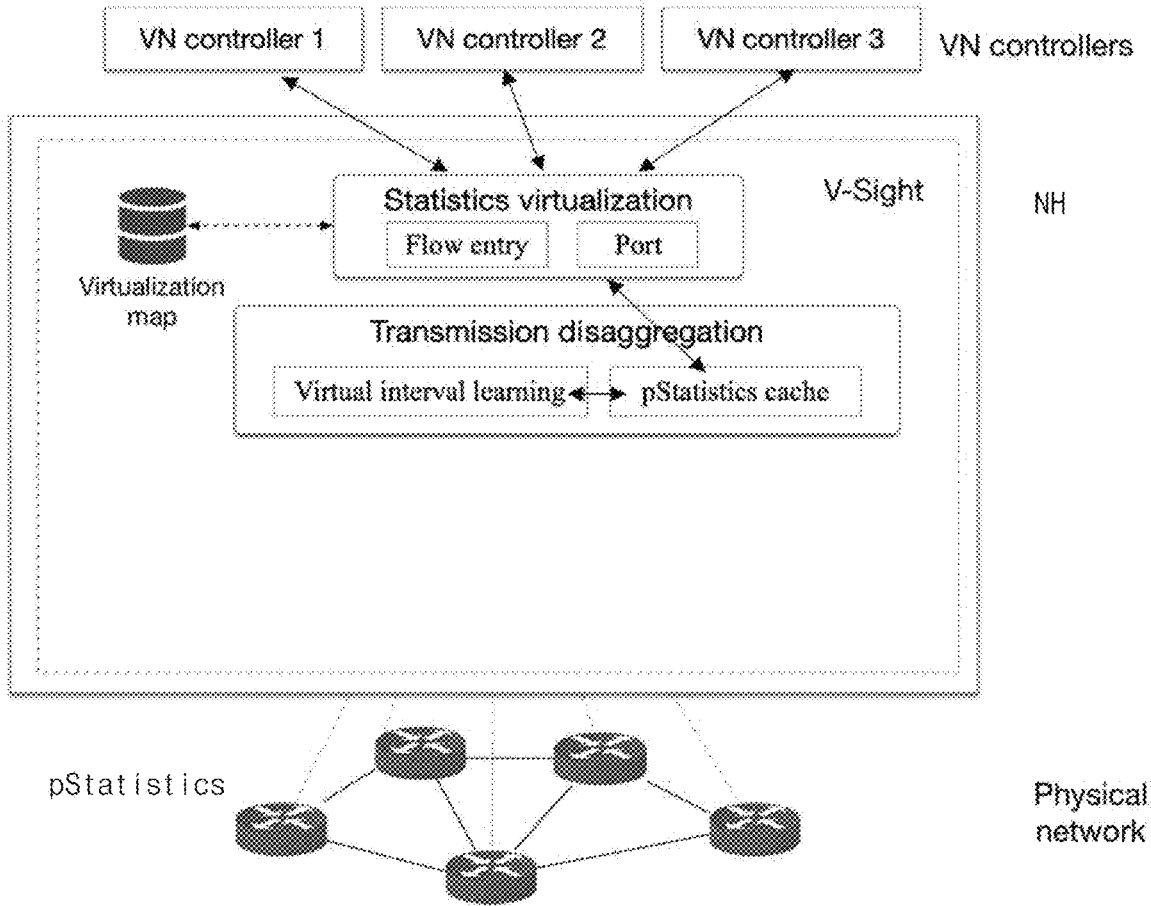 VN controller 1
VN controller 2
VN controller 3
VN controllers
V-Sight
NH
Statistics virtualization
Flow entry
Port
Virtualization
map
Transmission disaggregation
Virtual interval learning
pStatistics cache
pStatistics
Physical
network